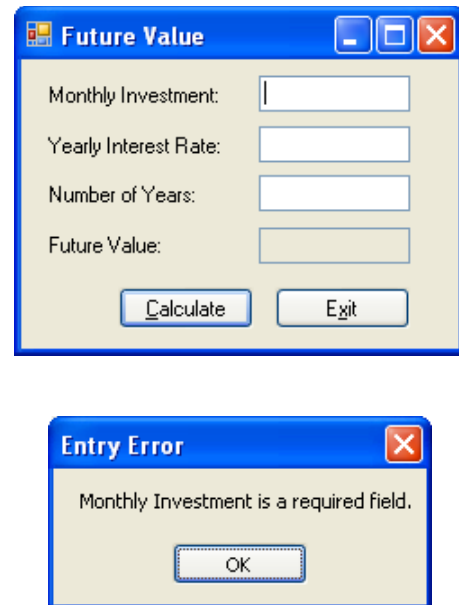 Future Value
Monthly Investment:
Yearly Interest Rate:
Number of Years:
Future Value:
Calculate Exit
Entry Error
Monthly Investment is a required field.
OK